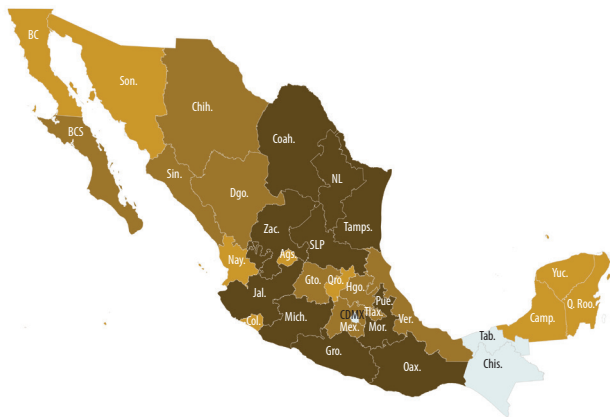 BC
Son.
Chih.
BCS
Coah.
Sin.
NL
Dgo.
Zac.
Tamps.
SLP
Nay.
Ags.
Yuc.
Gto.
Qro.
Hgo.
Jal.
Q. Roo.
Pue.
Camp.
CDMX
Tlax.
Ver.
Col.
Mich.
Mex.
Mor.
Tab.
Gro.
Oax.
Chis.